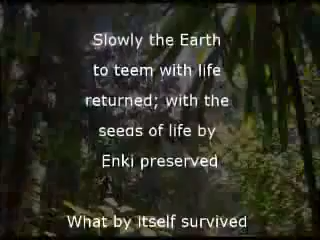 Slowly the Earth
to teem with life
returned; with the
seeds of life by
Enki preserved
What by itself survived